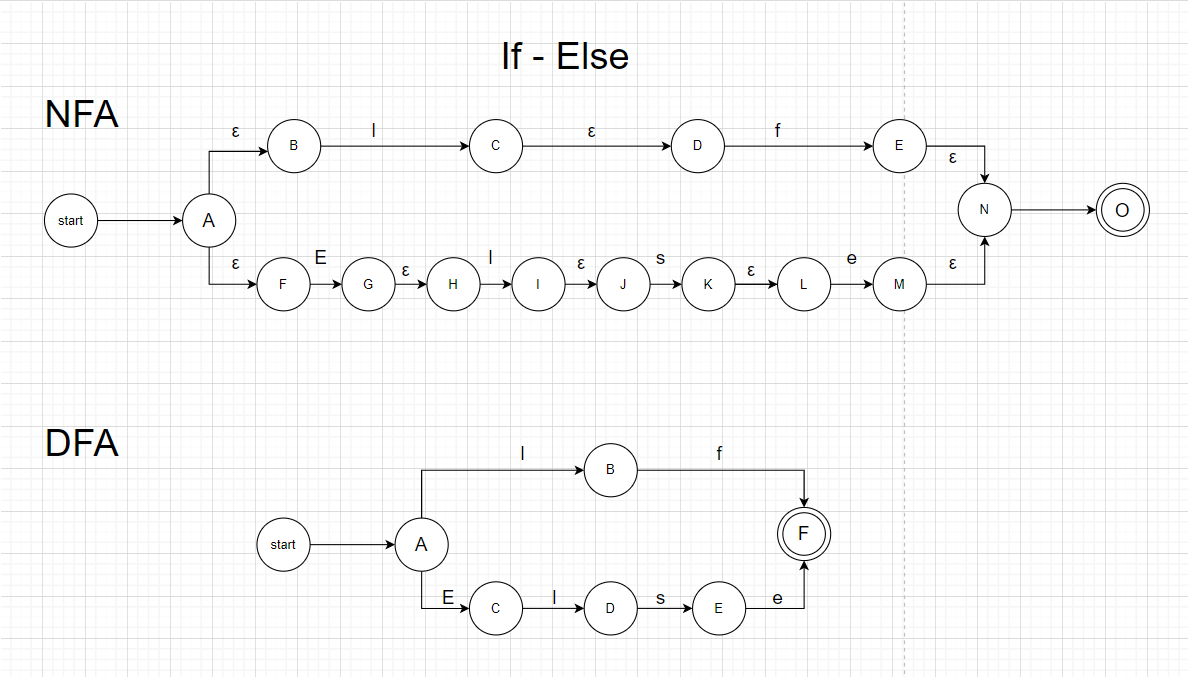 If - Else
NFA
ε I ε f
B C D E
ε
start A N O
ε E ε l ε s ε e ε
F G H I J K L M
DFA
I f
B
start A F
E l s e
C D E